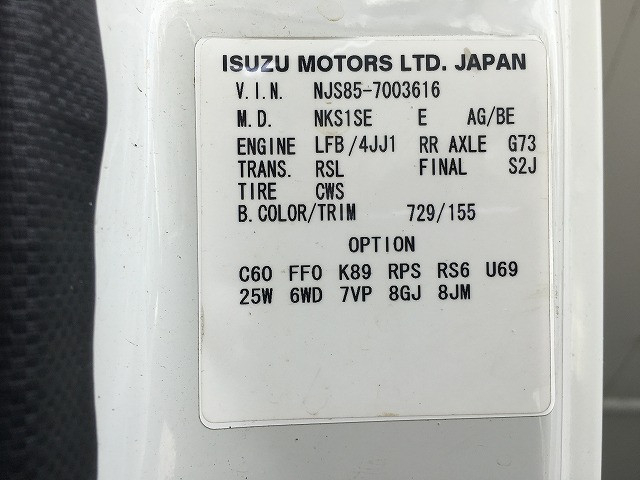 ISUZU MOTORS LTD. JAPAN
V.I.N. NJS85-7003616
M.D. NKS1SE E AG/BE
ENGINE LFB/4JJ1 RR AXLE G73
TRANS. RSL FINAL S2J
TIRE CWS
B.COLOR/TRIM 729/155
OPTION
C60 FF0 K89 RPS RS6 U69
25W 6WD 7VP 8GJ 8JM